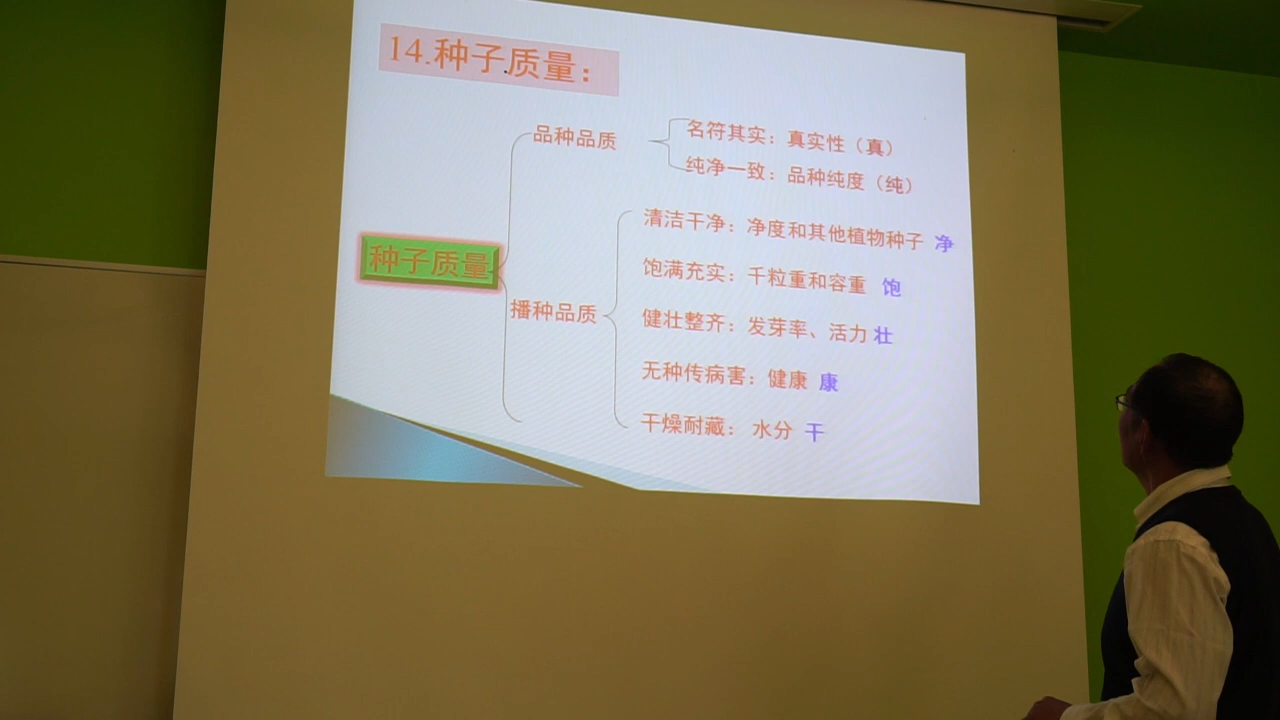 14.种子质量：
品种品质
名符其实：真实性（真）
纯净一致：品种纯度（纯）
种子质量
播种品质
清洁干净：净度和其他植物种子 净
饱满充实：千粒重和容重 饱
健壮整齐：发芽率、活力 壮
无种传病害：健康 康
干燥耐藏： 水分 干